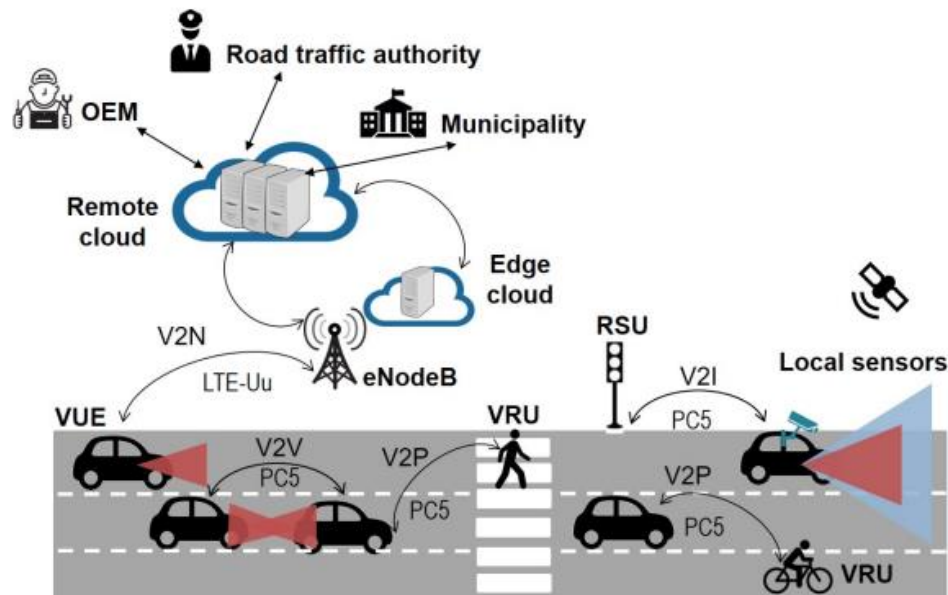 Road traffic authority
OEM
Municipality
Remote
cloud
Edge
cloud
V2N
RSU
LTE-Uu
eNodeB
V2I
Local sensors
VUE
VRU
PC5
V2V
V2P
PC5
V2P
PC5
PC5
VRU